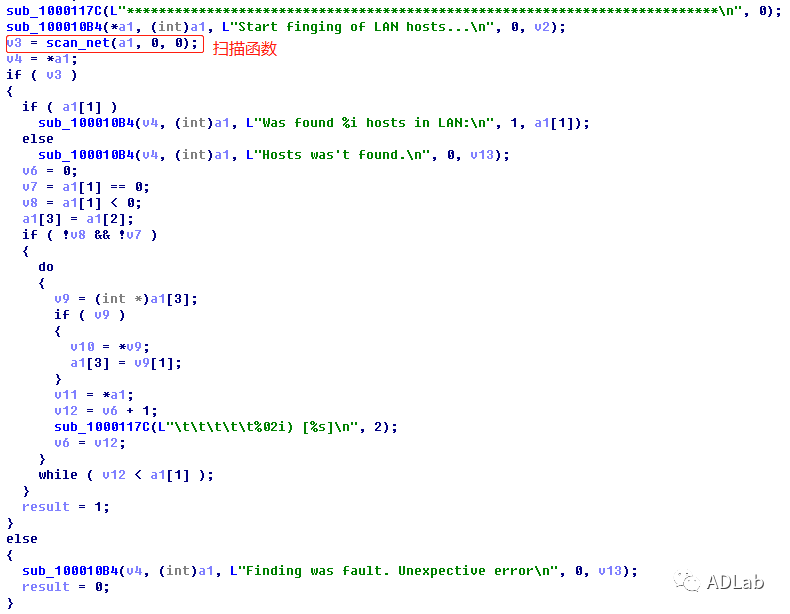 sub_1000117C(L"**************************************************************************\n", 0);
sub_100010B4(*a1, (int)a1, L"Start finging of LAN hosts...\n", 0, v2);
v3 = scan_net(a1, 0, 0); 扫描函数
v4 = *a1;
if ( v3 )
{
  if ( a1[1] )
    sub_100010B4(v4, (int)a1, L"Was found %i hosts in LAN:\n", 1, a1[1]);
  else
    sub_100010B4(v4, (int)a1, L"Hosts was't found.\n", 0, v13);
  v6 = 0;
  v7 = a1[1] == 0;
  v8 = a1[1] < 0;
  a1[3] = a1[2];
  if ( !v8 && !v7 )
  {
    do
    {
      v9 = (int *)a1[3];
      if ( v9 )
      {
        v10 = *v9;
        a1[3] = v9[1];
      }
      v11 = *a1;
      v12 = v6 + 1;
      sub_1000117C(L"\t\t\t\t\t%02i) [%s]\n", 2);
      v6 = v12;
    }
    while ( v12 < a1[1] );
  }
  result = 1;
}
else
{
  sub_100010B4(v4, (int)a1, L"Finding was fault. Unexpective error\n", 0, v13);
  result = 0;
}
ADLab